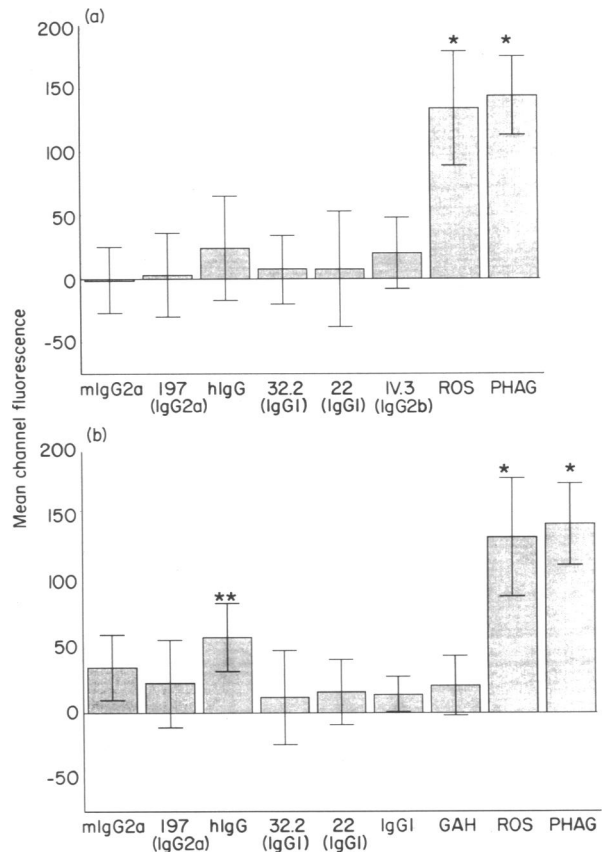 (a)
200
150
100
50
0
-50
* *
mIgG2a 197 hIgG 32.2 22 IV.3 ROS PHAG
(IgG2a) (IgG1) (IgG1) (IgG2b)
Mean channel fluorescence
(b)
200
150
100
50
0
-50
** * *
mIgG2a 197 hIgG 32.2 22 IgG1 GAH ROS PHAG
(IgG2a) (IgG1) (IgG1)